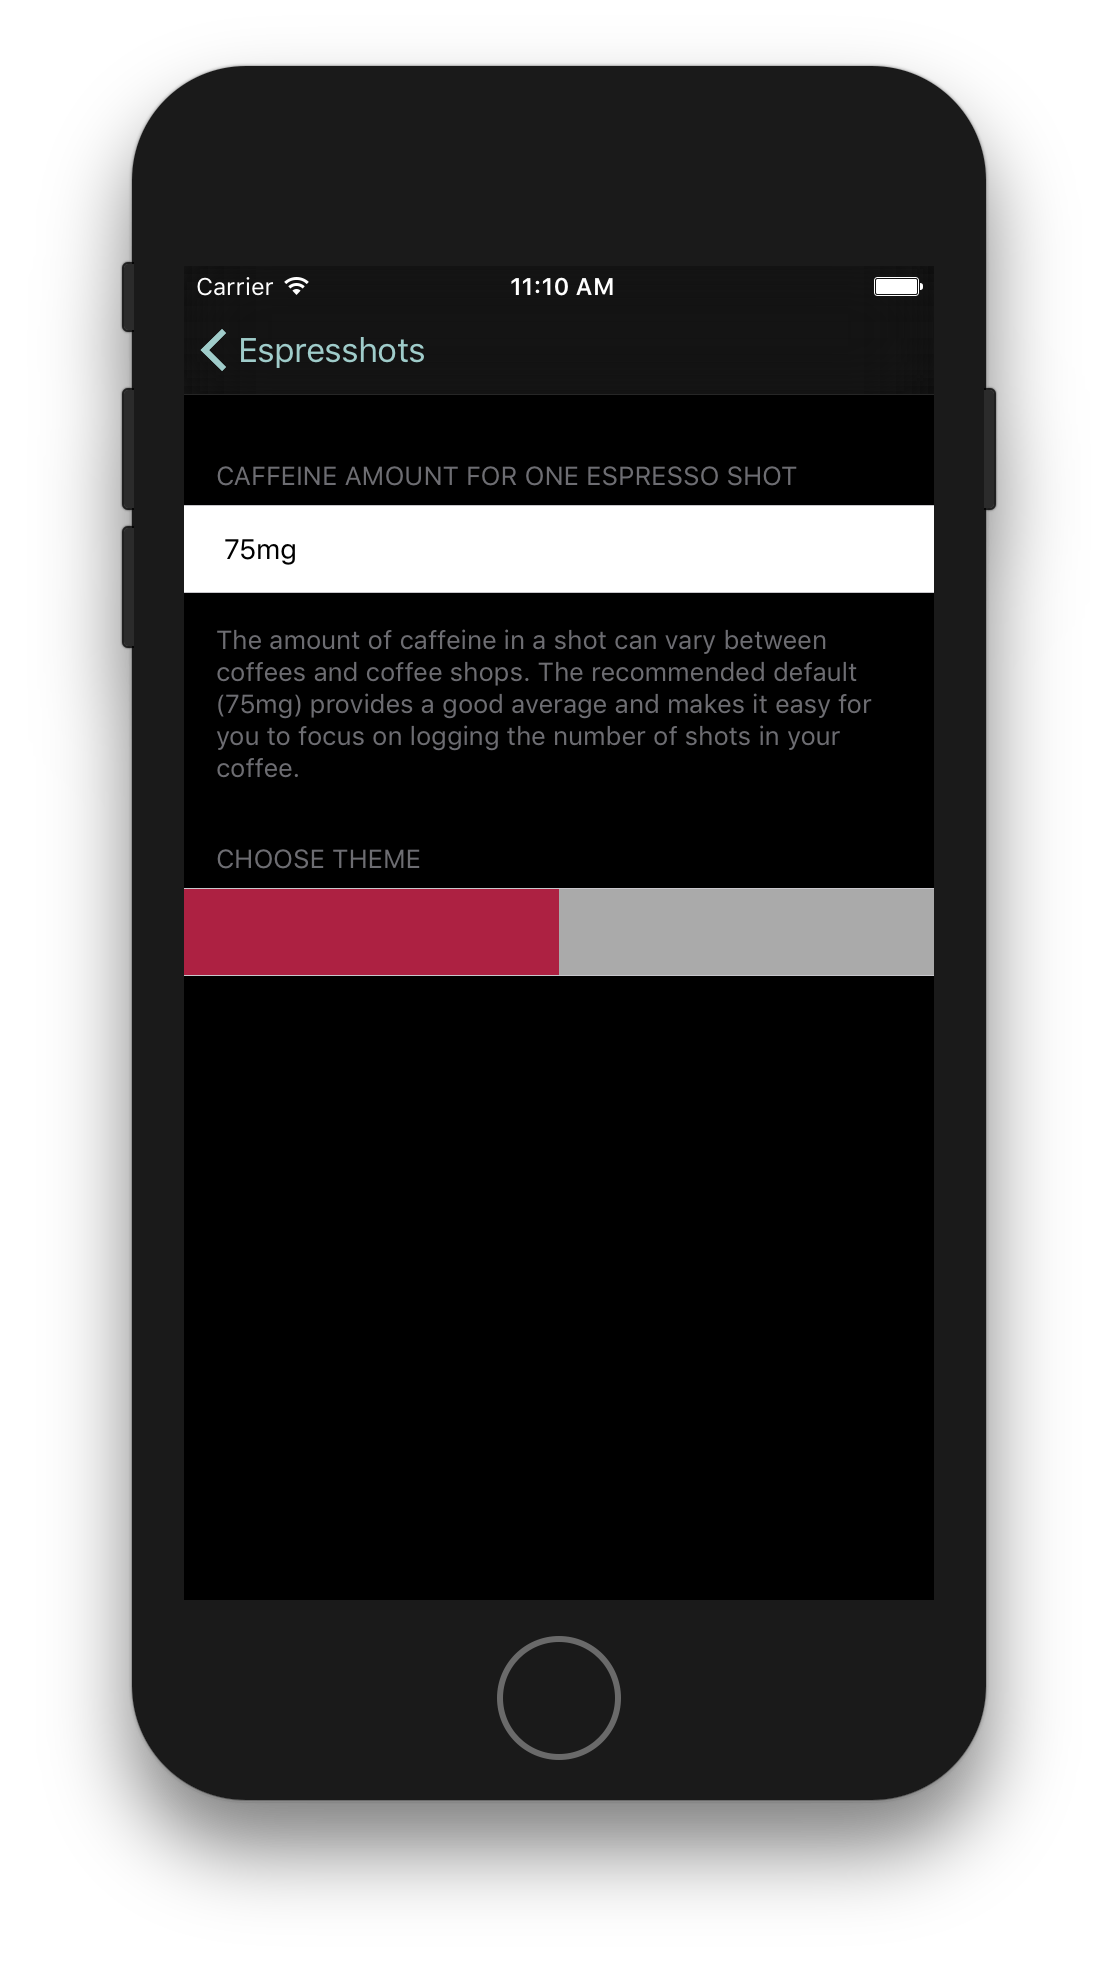 Carrier 11:10 AM
Espresshots
CAFFEINE AMOUNT FOR ONE ESPRESSO SHOT
75mg
The amount of caffeine in a shot can vary between
coffees and coffee shops. The recommended default
(75mg) provides a good average and makes it easy for
you to focus on logging the number of shots in your
coffee.
CHOOSE THEME